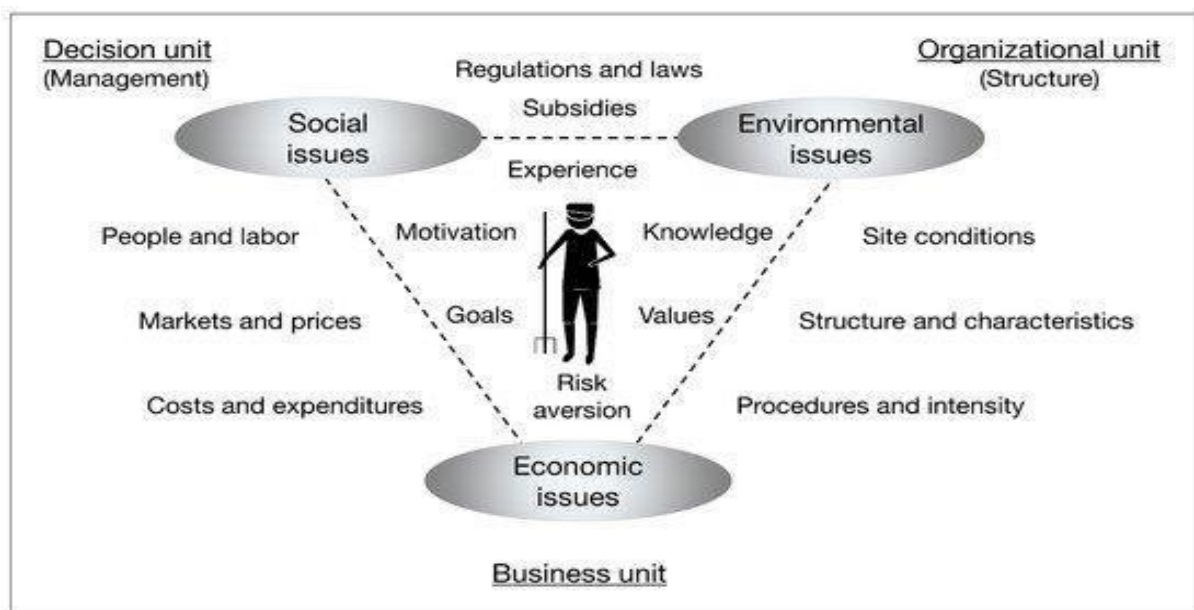 Decision unit
(Management)
Organizational unit
(Structure)
Regulations and laws
Subsidies
Social
issues
Environmental
issues
Experience
People and labor
Motivation
Knowledge
Site conditions
Markets and prices
Goals
Values
Structure and characteristics
Costs and expenditures
Risk
aversion
Procedures and intensity
Economic
issues
Business unit